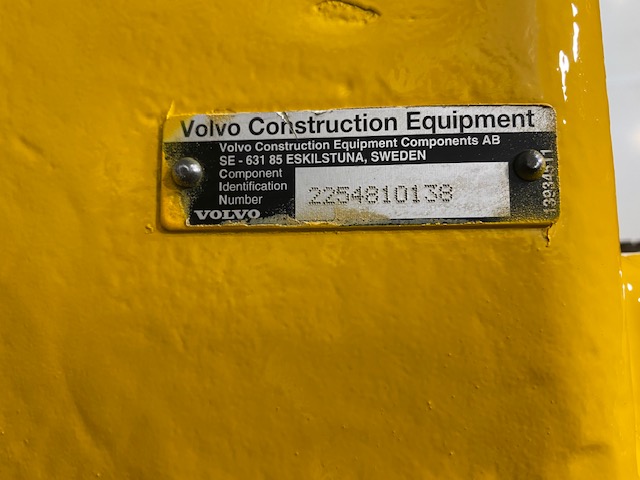 Volvo Construction Equipment
Volvo Construction Equipment Components AB
SE - 631 85 ESKILSTUNA, SWEDEN
Component
Identification
Number
2254810138
VOLVO